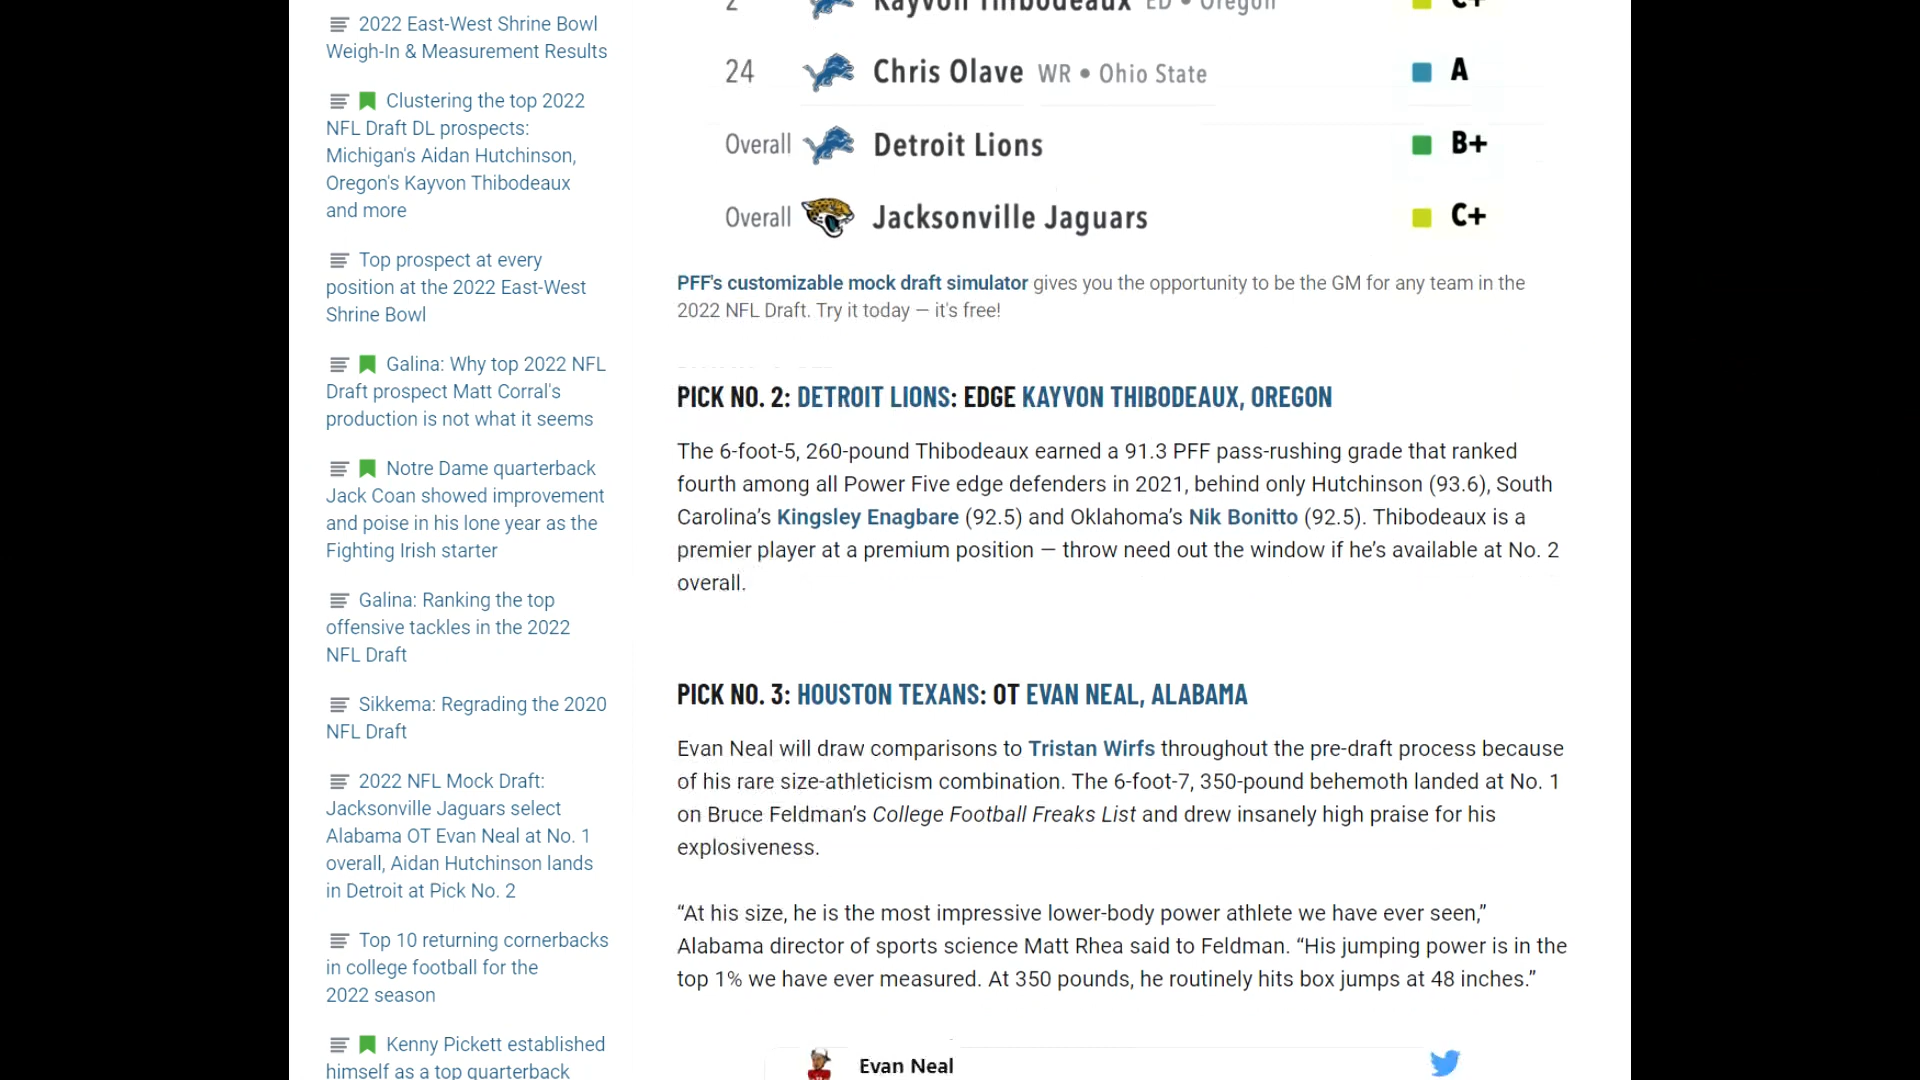 2022 East-West Shrine Bowl
Weigh-In & Measurement Results
Clustering the top 2022
NFL Draft DL prospects:
Michigan's Aidan Hutchinson,
Oregon's Kayvon Thibodeaux
and more
Top prospect at every
position at the 2022 East-West
Shrine Bowl
Galina: Why top 2022 NFL
Draft prospect Matt Corral's
production is not what it seems
Notre Dame quarterback
Jack Coan showed improvement
and poise in his lone year as the
Fighting Irish starter
Galina: Ranking the top
offensive tackles in the 2022
NFL Draft
Sikkema: Regrading the 2020
NFL Draft
2022 NFL Mock Draft:
Jacksonville Jaguars select
Alabama OT Evan Neal at No. 1
overall, Aidan Hutchinson lands
in Detroit at Pick No. 2
Top 10 returning cornerbacks
in college football for the
2022 season
Kenny Pickett established
himself as a top quarterback
2 Kayvon Thibodeaux ED • Oregon C+
24 Chris Olave WR • Ohio State A
Overall Detroit Lions B+
Overall Jacksonville Jaguars C+
PFF's customizable mock draft simulator gives you the opportunity to be the GM for any team in the
2022 NFL Draft. Try it today — it's free!
PICK NO. 2: DETROIT LIONS: EDGE KAYVON THIBODEAUX, OREGON
The 6-foot-5, 260-pound Thibodeaux earned a 91.3 PFF pass-rushing grade that ranked
fourth among all Power Five edge defenders in 2021, behind only Hutchinson (93.6), South
Carolina’s Kingsley Enagbare (92.5) and Oklahoma’s Nik Bonitto (92.5). Thibodeaux is a
premier player at a premium position — throw need out the window if he’s available at No. 2
overall.
PICK NO. 3: HOUSTON TEXANS: OT EVAN NEAL, ALABAMA
Evan Neal will draw comparisons to Tristan Wirfs throughout the pre-draft process because
of his rare size-athleticism combination. The 6-foot-7, 350-pound behemoth landed at No. 1
on Bruce Feldman’s College Football Freaks List and drew insanely high praise for his
explosiveness.
“At his size, he is the most impressive lower-body power athlete we have ever seen,”
Alabama director of sports science Matt Rhea said to Feldman. “His jumping power is in the
top 1% we have ever measured. At 350 pounds, he routinely hits box jumps at 48 inches.”
Evan Neal